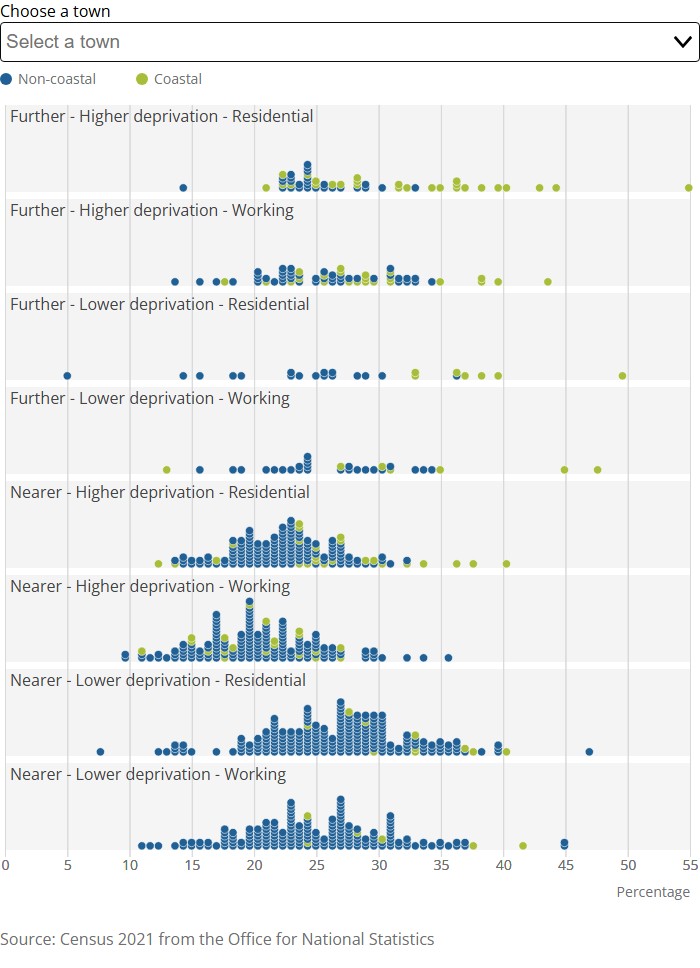 Choose a town
Select a town
Non-coastal Coastal
Further - Higher deprivation - Residential
Further - Higher deprivation - Working
Further - Lower deprivation - Residential
Further - Lower deprivation - Working
Nearer - Higher deprivation - Residential
Nearer - Higher deprivation - Working
Nearer - Lower deprivation - Residential
Nearer - Lower deprivation - Working
0 5 10 15 20 25 30 35 40 45 50 55
Percentage
Source: Census 2021 from the Office for National Statistics